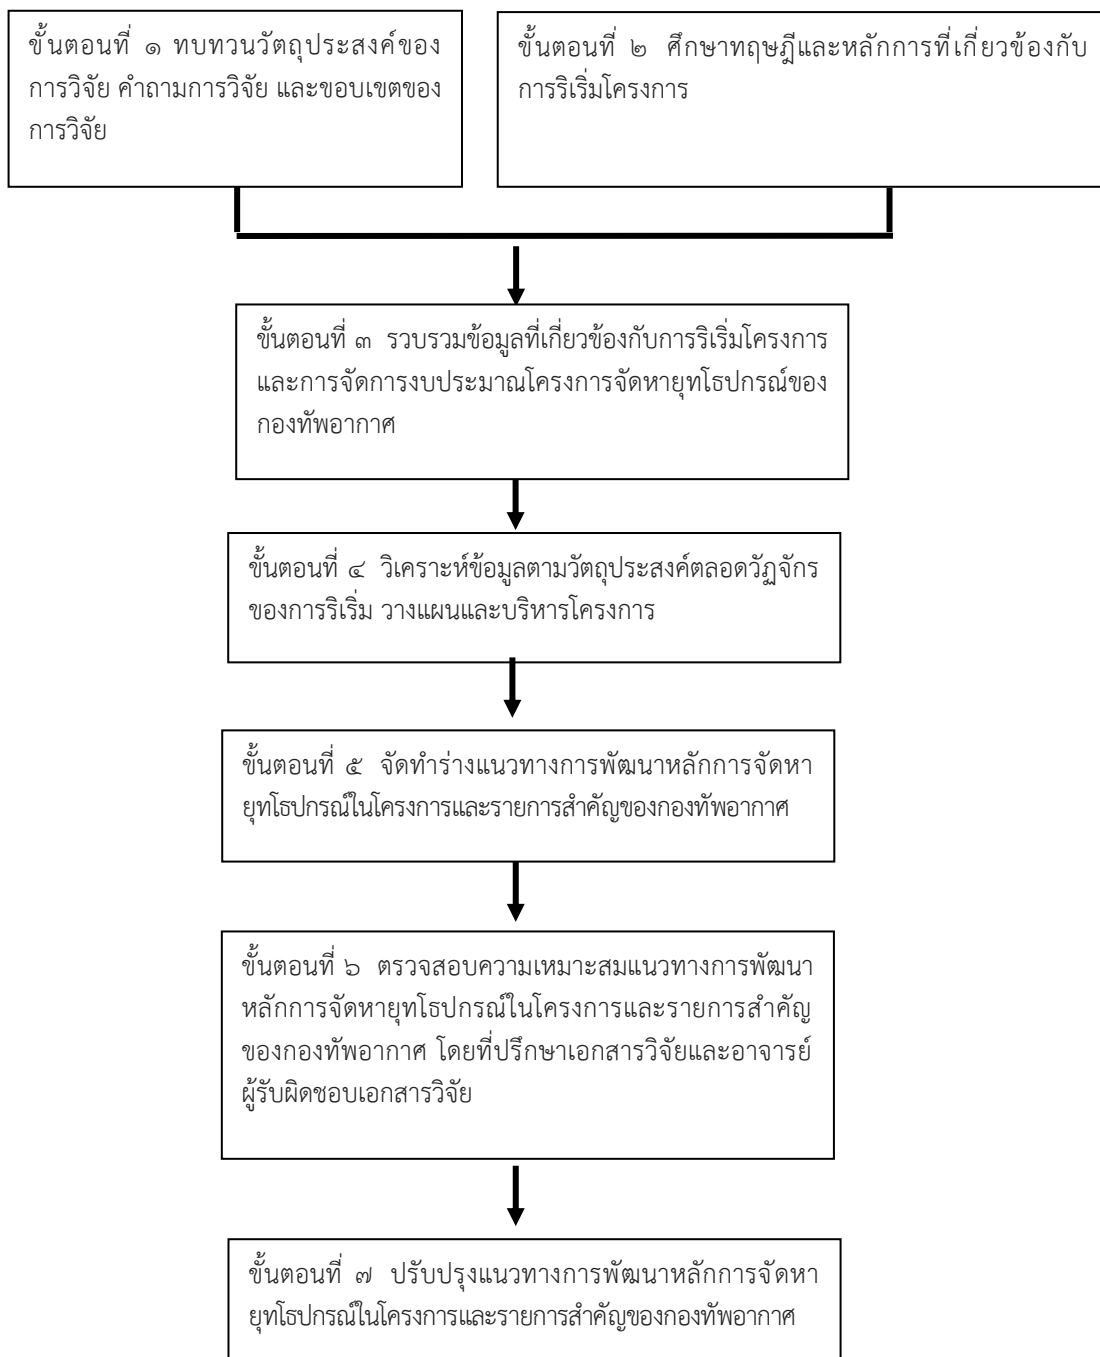 ขั้นตอนที่ ๑ ทบทวนวัตถุประสงค์ของ
การวิจัย คำถามการวิจัย และขอบเขตของ
การวิจัย
ขั้นตอนที่ ๒ ศึกษาทฤษฎีและหลักการที่เกี่ยวข้องกับ
การริเริ่มโครงการ
ขั้นตอนที่ ๓ รวบรวมข้อมูลที่เกี่ยวข้องกับการริเริ่มโครงการ
และการจัดการงบประมาณโครงการจัดหายุทโธปกรณ์ของ
กองทัพอากาศ
ขั้นตอนที่ ๔ วิเคราะห์ข้อมูลตามวัตถุประสงค์ตลอดวัฏจักร
ของการริเริ่ม วางแผนและบริหารโครงการ
ขั้นตอนที่ ๕ จัดทำร่างแนวทางการพัฒนาหลักการจัดหา
ยุทโธปกรณ์ในโครงการและรายการสำคัญของกองทัพอากาศ
ขั้นตอนที่ ๖ ตรวจสอบความเหมาะสมแนวทางการพัฒนา
หลักการจัดหายุทโธปกรณ์ในโครงการและรายการสำคัญ
ของกองทัพอากาศ โดยที่ปรึกษาเอกสารวิจัยและอาจารย์
ผู้รับผิดชอบเอกสารวิจัย
ขั้นตอนที่ ๗ ปรับปรุงแนวทางการพัฒนาหลักการจัดหา
ยุทโธปกรณ์ในโครงการและรายการสำคัญของกองทัพอากาศ